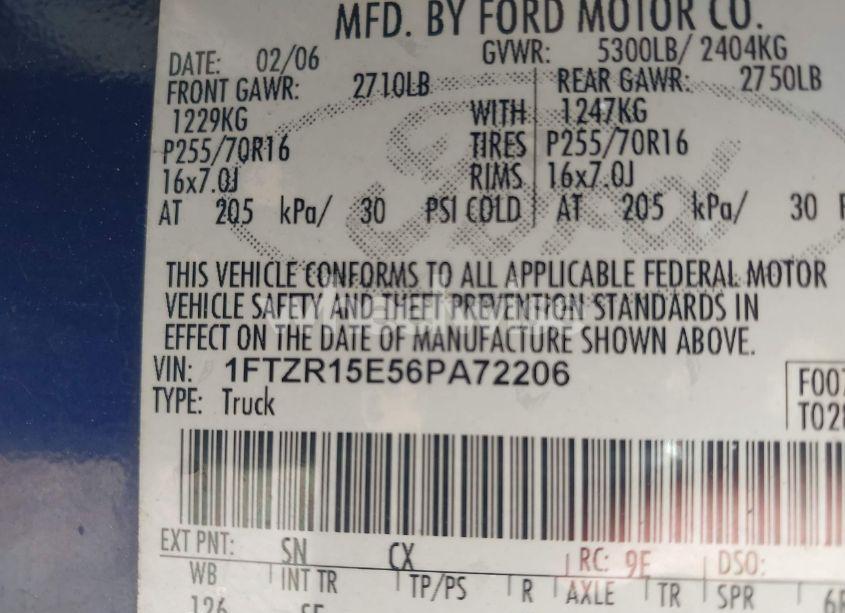 MFD. BY FORD MOTOR CO.
DATE: 02/06 GVWR: 5300LB/ 2404KG
FRONT GAWR: 2710LB REAR GAWR: 2750LB
1229KG WITH 1247KG
P255/70R16 TIRES P255/70R16
16x7.0J RIMS 16x7.0J
AT 205 kPa/ 30 PSI COLD AT 205 kPa/ 30
THIS VEHICLE CONFORMS TO ALL APPLICABLE FEDERAL MOTOR
VEHICLE SAFETY AND THEFT PREVENTION STANDARDS IN
EFFECT ON THE DATE OF MANUFACTURE SHOWN ABOVE.
VIN: 1FTZR15E56PA72206
TYPE: Truck
F007
T028
EXT PNT: SN CX RC: 9E DSO:
WB INT TR TP/PS R AXLE TR SPR
126